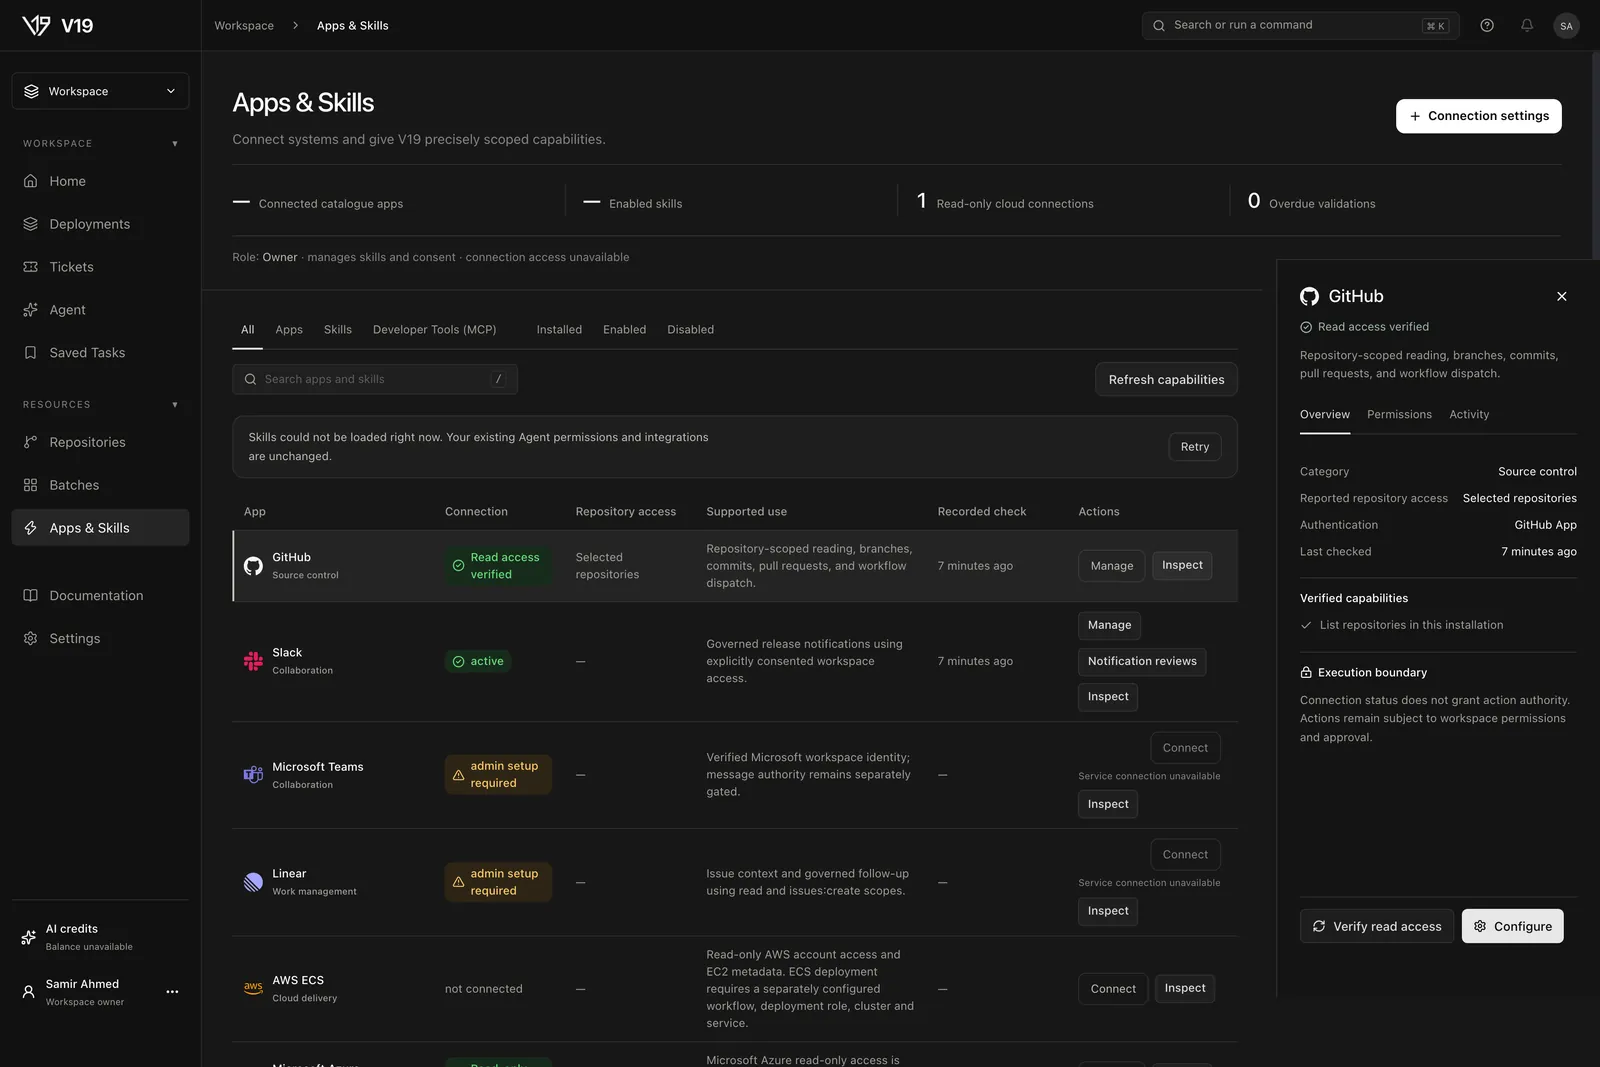 V19
Workspace
Apps & Skills
Search or run a command
⌘ K
SA
Workspace
WORKSPACE
Home
Deployments
Tickets
Agent
Saved Tasks
RESOURCES
Repositories
Batches
Apps & Skills
Documentation
Settings
AI credits
Balance unavailable
Samir Ahmed
Workspace owner
Apps & Skills
Connect systems and give V19 precisely scoped capabilities.
+ Connection settings
— Connected catalogue apps
— Enabled skills
1 Read-only cloud connections
0 Overdue validations
Role: Owner · manages skills and consent · connection access unavailable
All Apps Skills Developer Tools (MCP) Installed Enabled Disabled
Search apps and skills /
Refresh capabilities
Skills could not be loaded right now. Your existing Agent permissions and integrations
are unchanged.
Retry
App Connection Repository access Supported use Recorded check Actions
GitHub
Source control
Read access
verified
Selected
repositories
Repository-scoped reading, branches,
commits, pull requests, and workflow
dispatch.
7 minutes ago
Manage
Inspect
Slack
Collaboration
active
—
Governed release notifications using
explicitly consented workspace
access.
7 minutes ago
Manage
Notification reviews
Inspect
Microsoft Teams
Collaboration
admin setup
required
—
Verified Microsoft workspace identity;
message authority remains separately
gated.
—
Connect
Service connection unavailable
Inspect
Linear
Work management
admin setup
required
—
Issue context and governed follow-up
using read and issues:create scopes.
—
Connect
Service connection unavailable
Inspect
aws
AWS ECS
Cloud delivery
not connected
—
Read-only AWS account access and
EC2 metadata. ECS deployment
requires a separately configured
workflow, deployment role, cluster and
service.
—
Connect
Inspect
Microsoft Azure
Read-only
Microsoft Azure read-only access is
GitHub
Read access verified
Repository-scoped reading, branches, commits,
pull requests, and workflow dispatch.
Overview Permissions Activity
Category Source control
Reported repository access Selected repositories
Authentication GitHub App
Last checked 7 minutes ago
Verified capabilities
List repositories in this installation
Execution boundary
Connection status does not grant action authority.
Actions remain subject to workspace permissions
and approval.
Verify read access
Configure